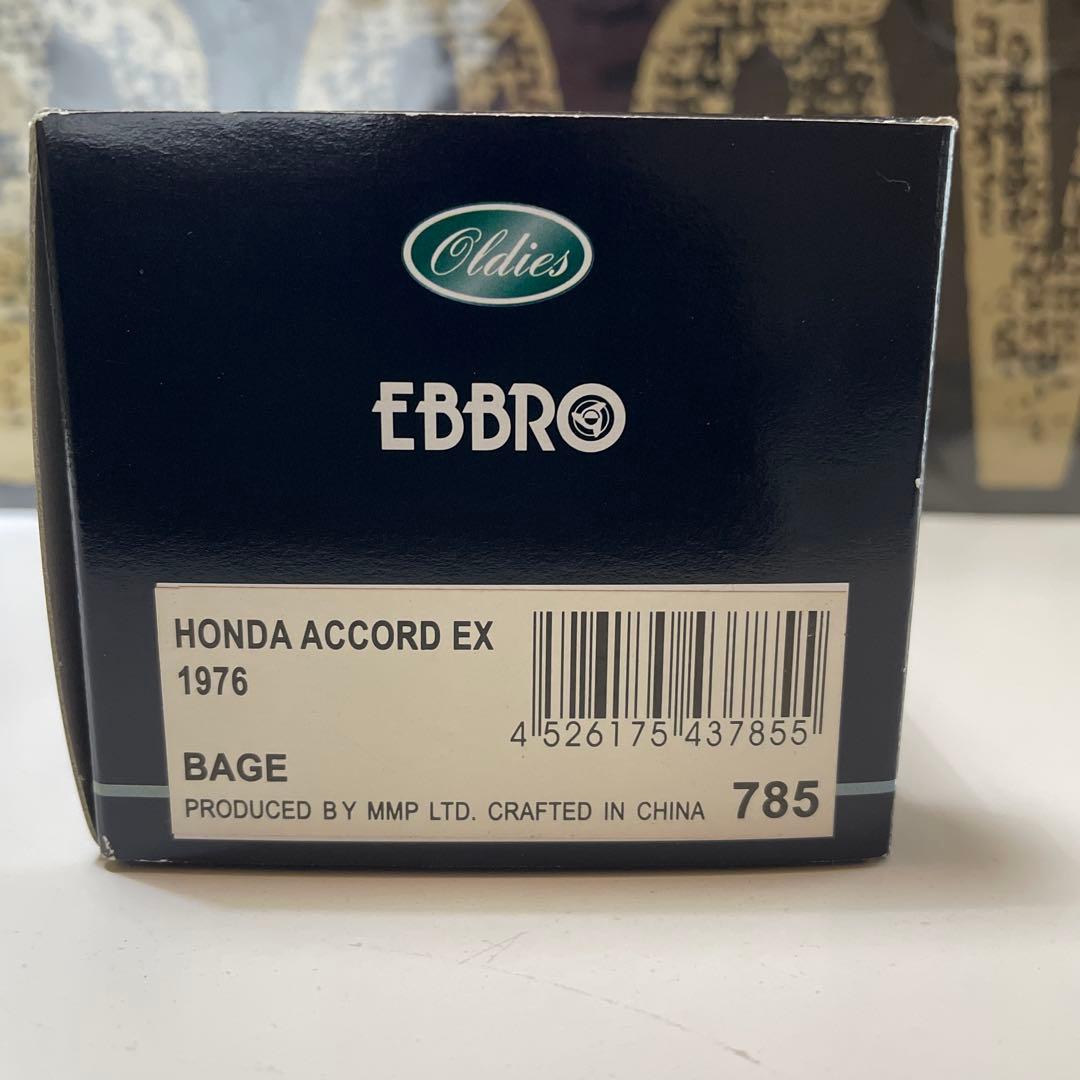 Oldies
EBBRO
HONDA ACCORD EX
1976
4 526175 437855
BAGE
PRODUCED BY MMP LTD. CRAFTED IN CHINA 785